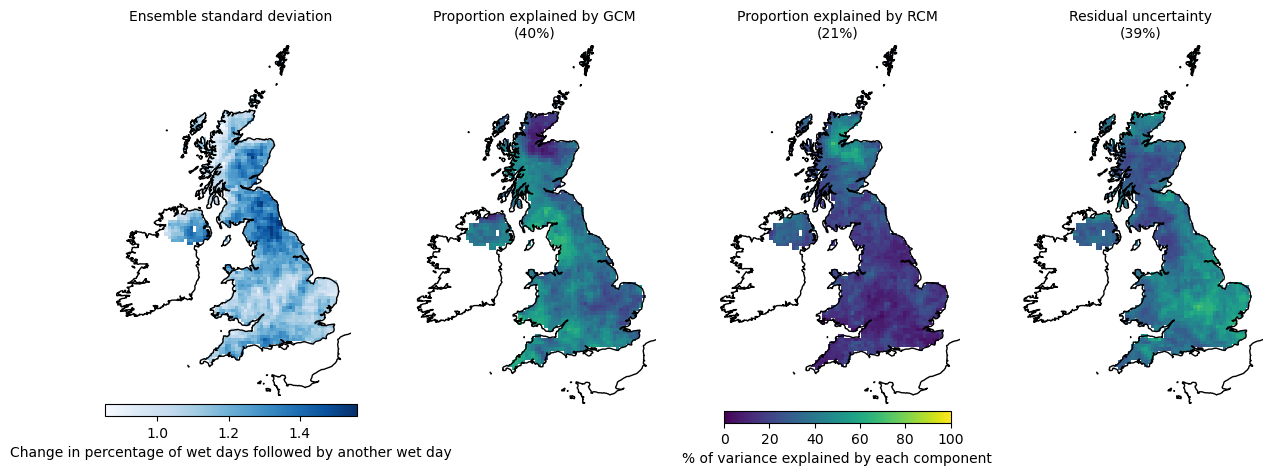 Ensemble standard deviation
Proportion explained by GCM
(40%)
Proportion explained by RCM
(21%)
Residual uncertainty
(39%)
1.0 1.2 1.4
Change in percentage of wet days followed by another wet day
0 20 40 60 80 100
% of variance explained by each component